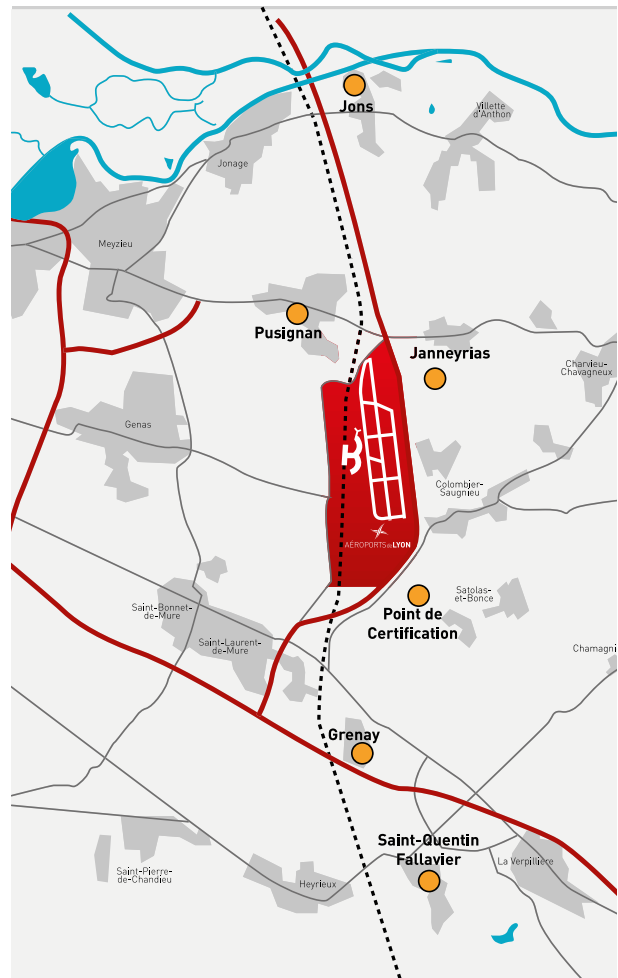 Jons
Villette
d'Anthon
Jonage
Meyzieu
Pusignan
Janneyrias
Charvieu-
Chavagneux
Genas
Colombier-
Saugnieu
AÉROPORTS de LYON
Satolas-
et-Bonce
Point de
Certification
Saint-Bonnet-
de-Mure
Saint-Laurent-
de-Mure
Chamagni
Grenay
Saint-Quentin
Fallavier
La Verpillière
Saint-Pierre-
de-Chandieu
Heyrieux